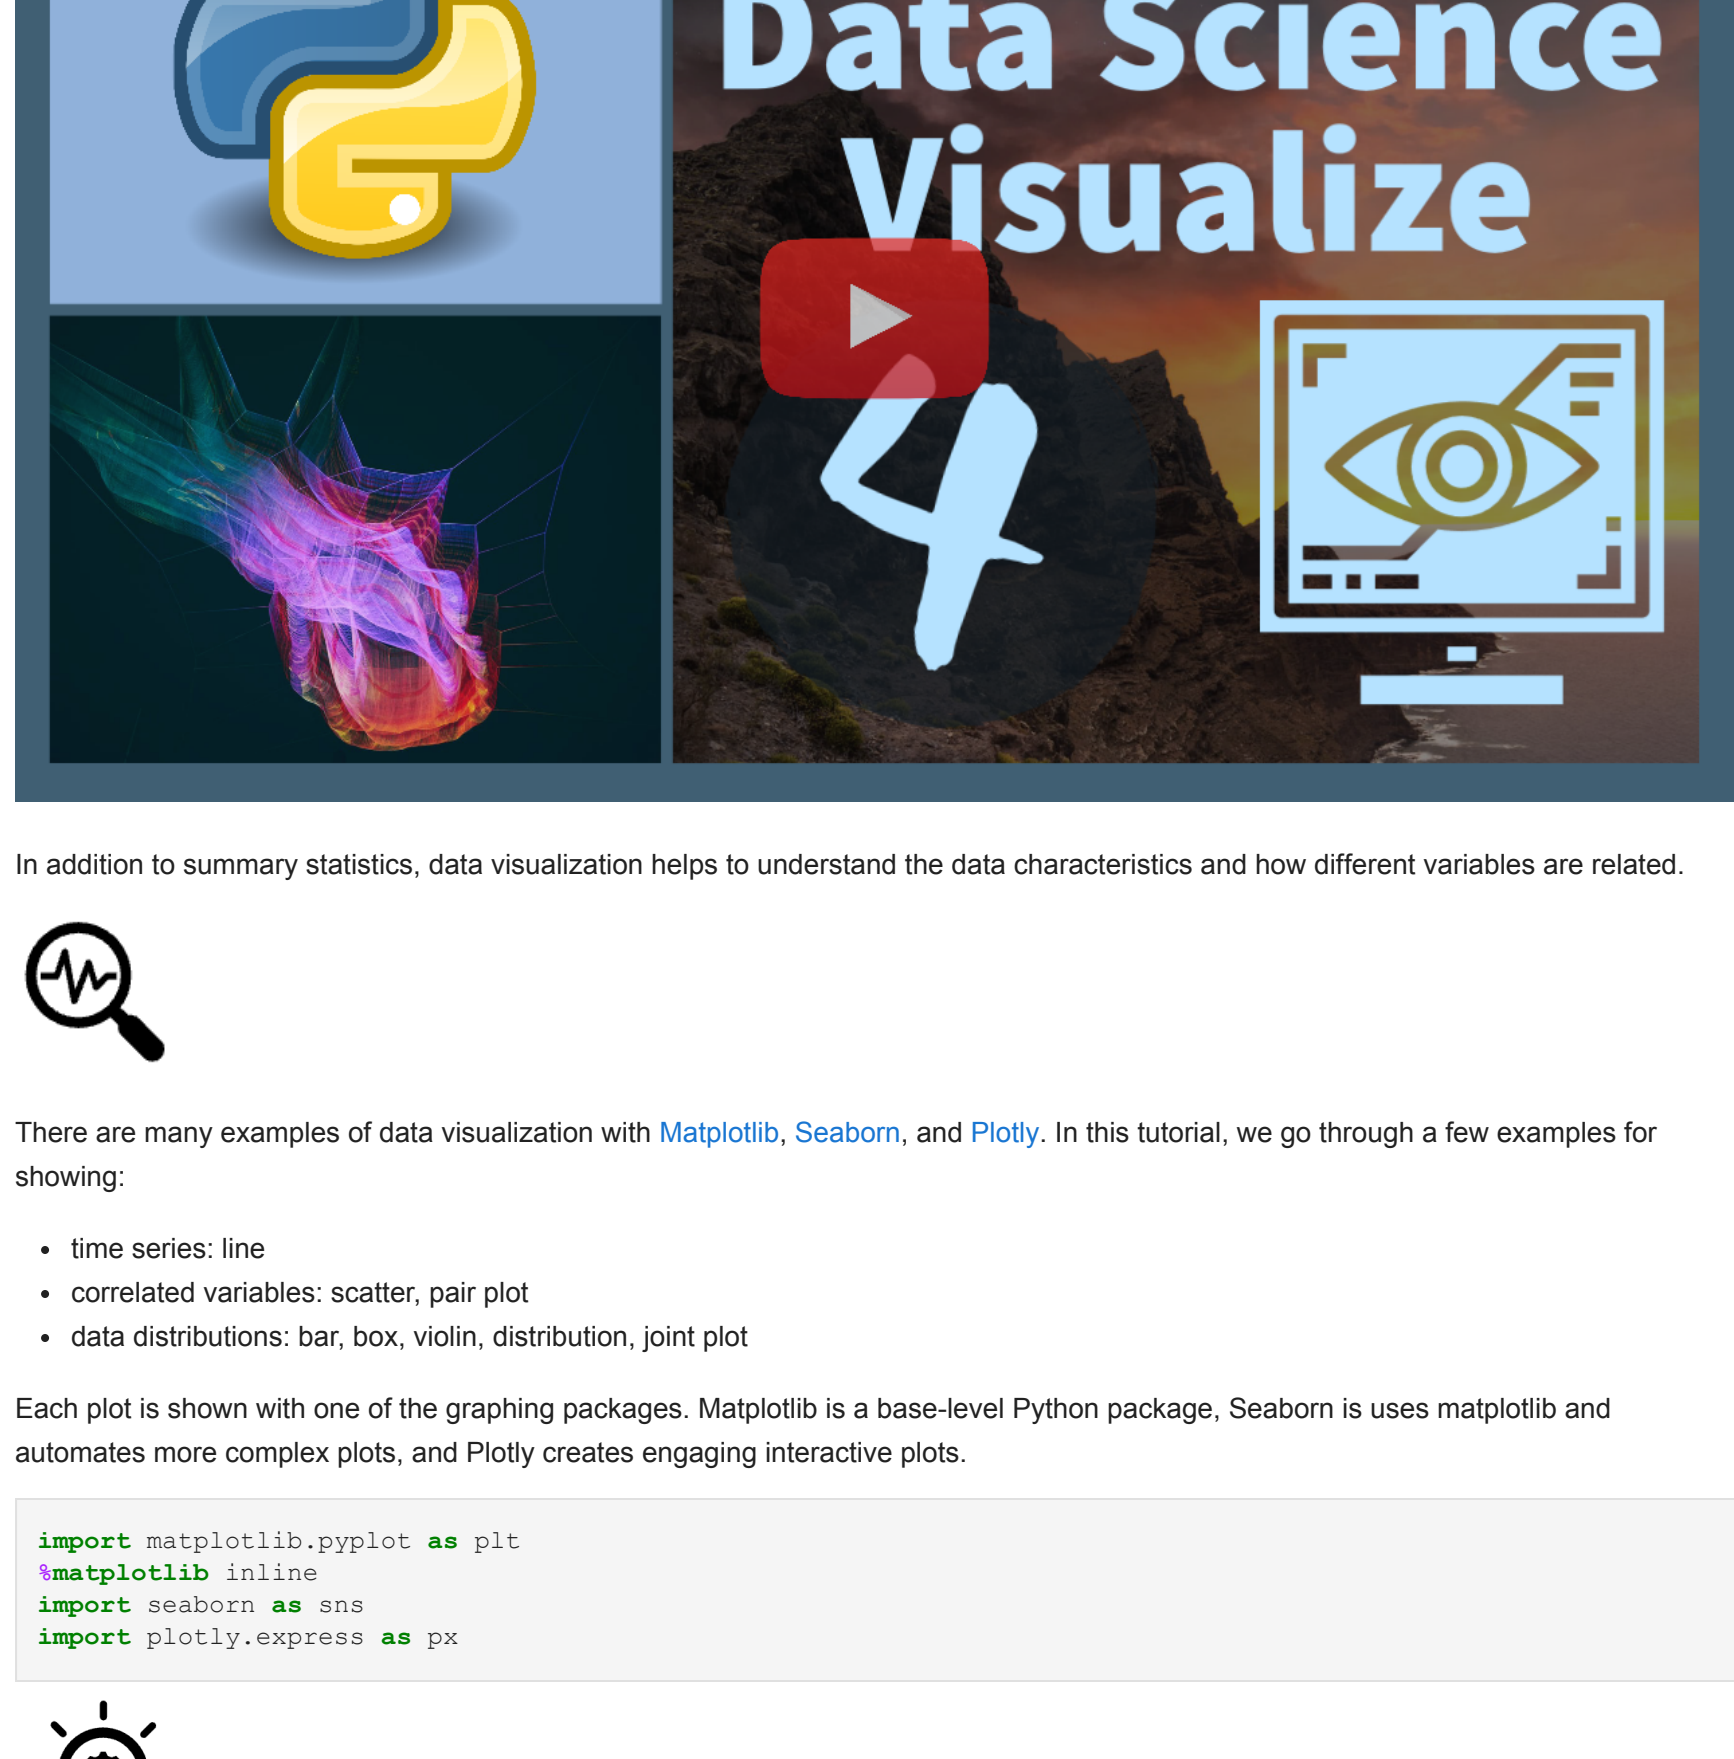 Data Science
Visualize
4
In addition to summary statistics, data visualization helps to understand the data characteristics and how different variables are related.
There are many examples of data visualization with Matplotlib, Seaborn, and Plotly. In this tutorial, we go through a few examples for
showing:
• time series: line
• correlated variables: scatter, pair plot
• data distributions: bar, box, violin, distribution, joint plot
Each plot is shown with one of the graphing packages. Matplotlib is a base-level Python package, Seaborn is uses matplotlib and
automates more complex plots, and Plotly creates engaging interactive plots.
import matplotlib.pyplot as plt
%matplotlib inline
import seaborn as sns
import plotly.express as px